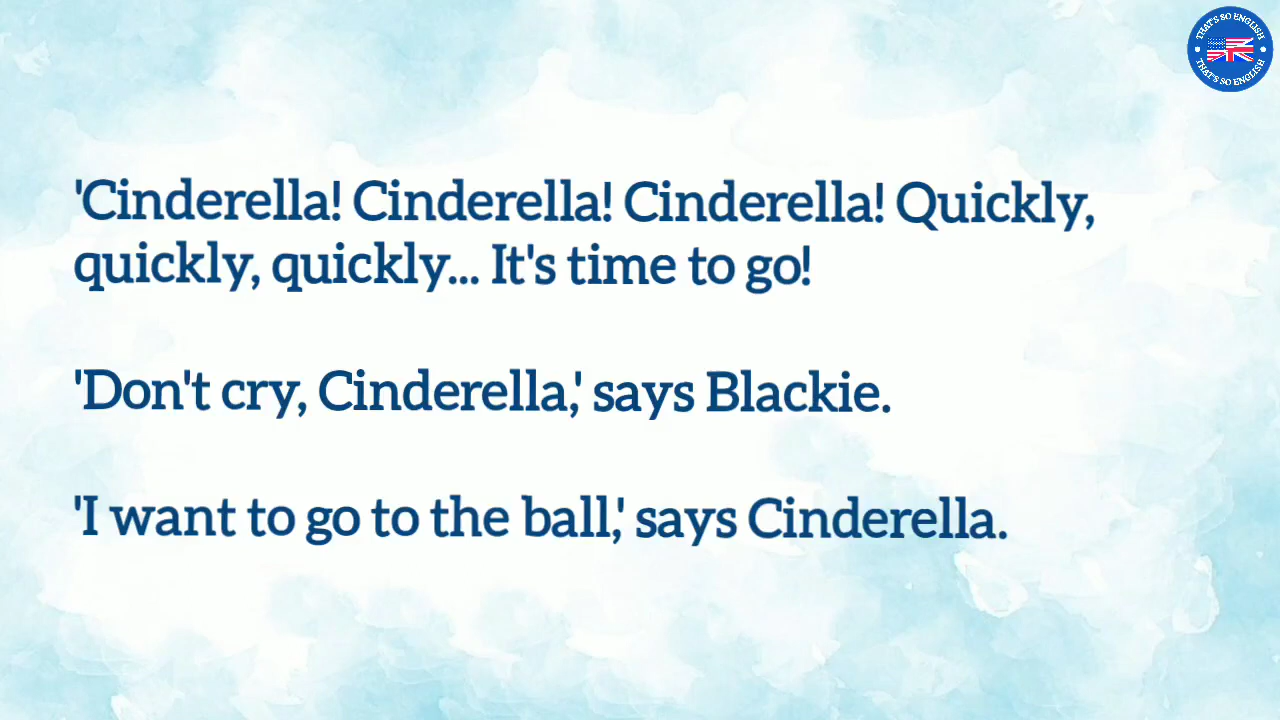 THAT'S SO ENGLISH
THAT'S SO ENGLISH
'Cinderella! Cinderella! Cinderella! Quickly,
quickly, quickly... It's time to go!
'Don't cry, Cinderella,' says Blackie.
'I want to go to the ball,' says Cinderella.